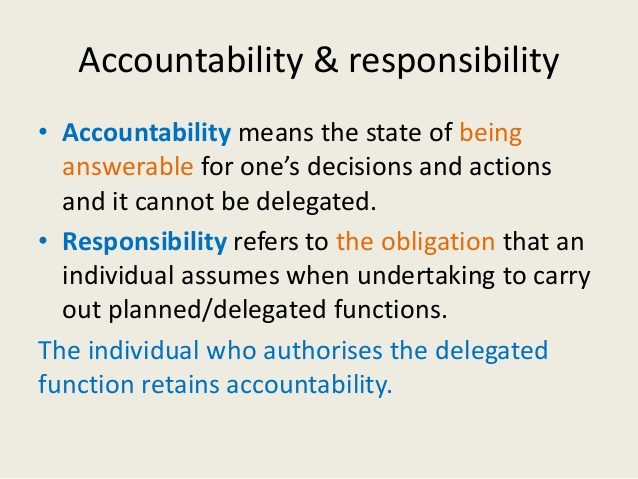 Accountability & responsibility
• Accountability means the state of being
answerable for one’s decisions and actions
and it cannot be delegated.
• Responsibility refers to the obligation that an
individual assumes when undertaking to carry
out planned/delegated functions.
The individual who authorises the delegated
function retains accountability.